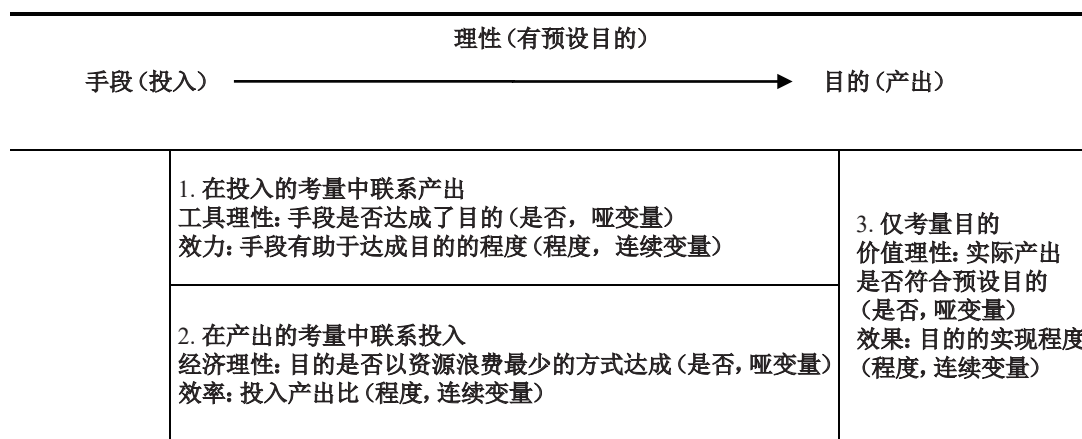 理性(有预设目的)
手段(投入)
目的(产出)
1. 在投入的考量中联系产出
工具理性: 手段是否达成了目的(是否, 哑变量)
效力: 手段有助于达成目的的程度(程度, 连续变量)
2. 在产出的考量中联系投入
经济理性: 目的是否以资源浪费最少的方式达成(是否, 哑变量)
效率: 投入产出比(程度, 连续变量)
3. 仅考量目的
价值理性: 实际产出
是否符合预设目的
(是否, 哑变量)
效果: 目的的实现程度
(程度, 连续变量)